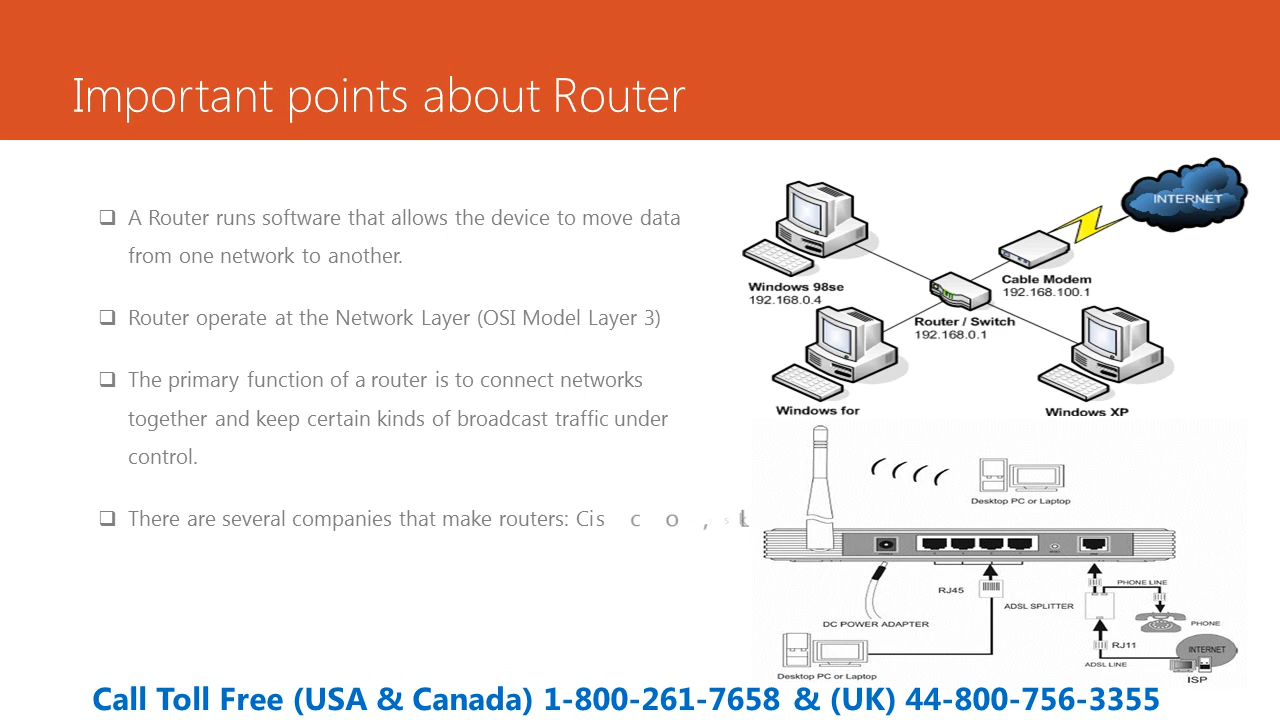 Important points about Router
A Router runs software that allows the device to move data
from one network to another.
Router operate at the Network Layer (OSI Model Layer 3)
The primary function of a router is to connect networks
together and keep certain kinds of broadcast traffic under
control.
There are several companies that make routers: Cis c o ,
INTERNET
Cable Modem
192.168.100.1
Windows 98se
192.168.0.4
Router / Switch
192.168.0.1
Windows for
Windows XP
Desktop PC or Laptop
RJ45
PHONE LINE
ADSL SPLITTER
DC POWER ADAPTER
PHONE
RJ11
INTERNET
ADSL LINE
Desktop PC or Laptop
ISP
Call Toll Free (USA & Canada) 1-800-261-7658 & (UK) 44-800-756-3355